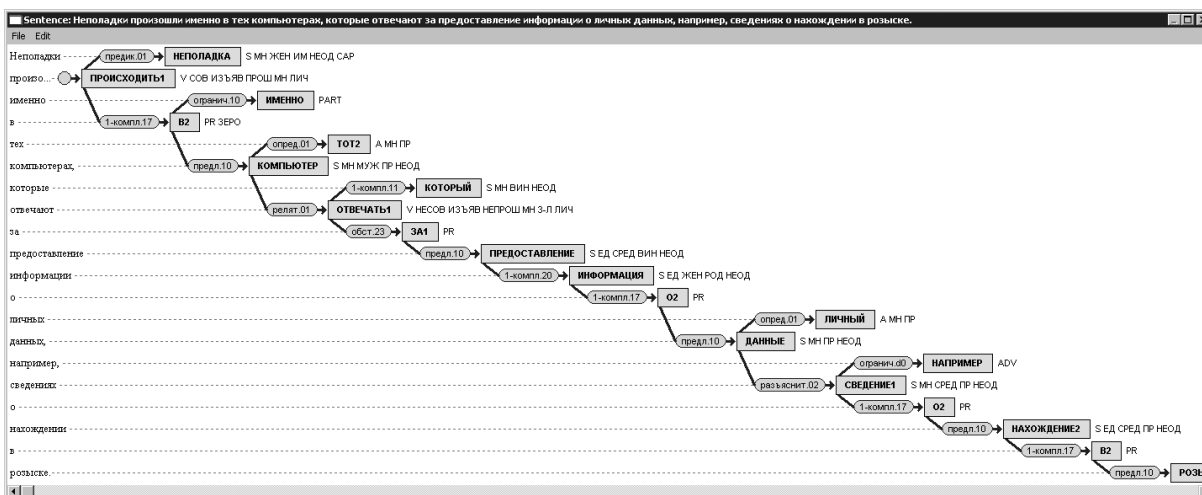 Sentence: Неполадки произошли именно в тех компьютерах, которые отвечают за предоставление информации о личных данных, например, сведениях о нахождении в розыске.
File Edit
Неполадки предик.01 НЕПОЛАДКА S МН ЖЕН ИМ НЕОД САР
произо... ПРОИСХОДИТЬ1 V СОВ ИЗЪЯВ ПРОШ МН ЛИЧ
именно огранич.10 ИМЕННО PART
в 1-компл.17 В2 PR ЗЕРО
тех опред.01 ТОТ2 A МН ПР
компьютерах, предл.10 КОМПЬЮТЕР S МН МУЖ ПР НЕОД
которые 1-компл.11 КОТОРЫЙ S МН ВИН НЕОД
отвечают релят.01 ОТВЕЧАТЬ1 V НЕСОВ ИЗЪЯВ НЕПРОШ МН 3-Л ЛИЧ
за обст.23 ЗА1 PR
предоставление предл.10 ПРЕДОСТАВЛЕНИЕ S ЕД СРЕД ВИН НЕОД
информации 1-компл.20 ИНФОРМАЦИЯ S ЕД ЖЕН РОД НЕОД
о 1-компл.17 О2 PR
личных опред.01 ЛИЧНЫЙ A МН ПР
данных, предл.10 ДАННЫЕ S МН ПР НЕОД
например, огранич.d0 НАПРИМЕР ADV
сведениях разъяснит.02 СВЕДЕНИЕ1 S МН СРЕД ПР НЕОД
о 1-компл.17 О2 PR
нахождении предл.10 НАХОЖДЕНИЕ2 S ЕД СРЕД ПР НЕОД
в 1-компл.17 В2 PR
розыске. предл.10